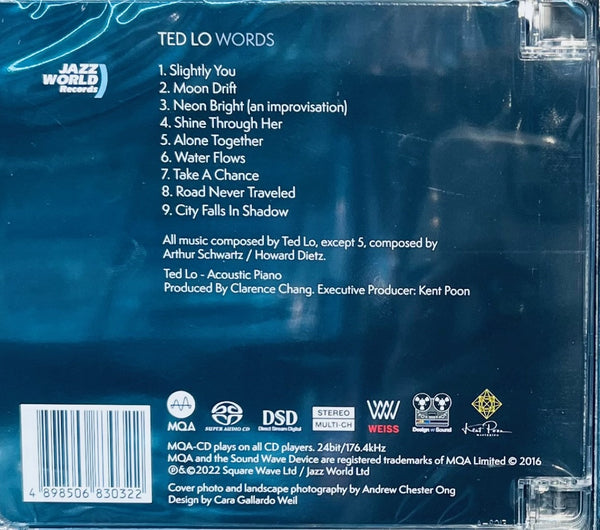 TED LO WORDS
JAZZ
WORLD
Records
1. Slightly You
2. Moon Drift
3. Neon Bright (an improvisation)
4. Shine Through Her
5. Alone Together
6. Water Flows
7. Take A Chance
8. Road Never Traveled
9. City Falls In Shadow
All music composed by Ted Lo, except 5, composed by
Arthur Schwartz / Howard Dietz.
Ted Lo - Acoustic Piano
Produced By Clarence Chang. Executive Producer: Kent Poon
MQA
SUPER AUDIO CD
DSD
Direct Stream Digital
STEREO
MULTI-CH
WEISS
Design w Sound
Kent Poon
MASTERING
MQA-CD plays on all CD players. 24bit/176.4kHz
MQA and the Sound Wave Device are registered trademarks of MQA Limited © 2016
℗&©2022 Square Wave Ltd / Jazz World Ltd
Cover photo and landscape photography by Andrew Chester Ong
Design by Cara Gallardo Weil
4 898506 830322